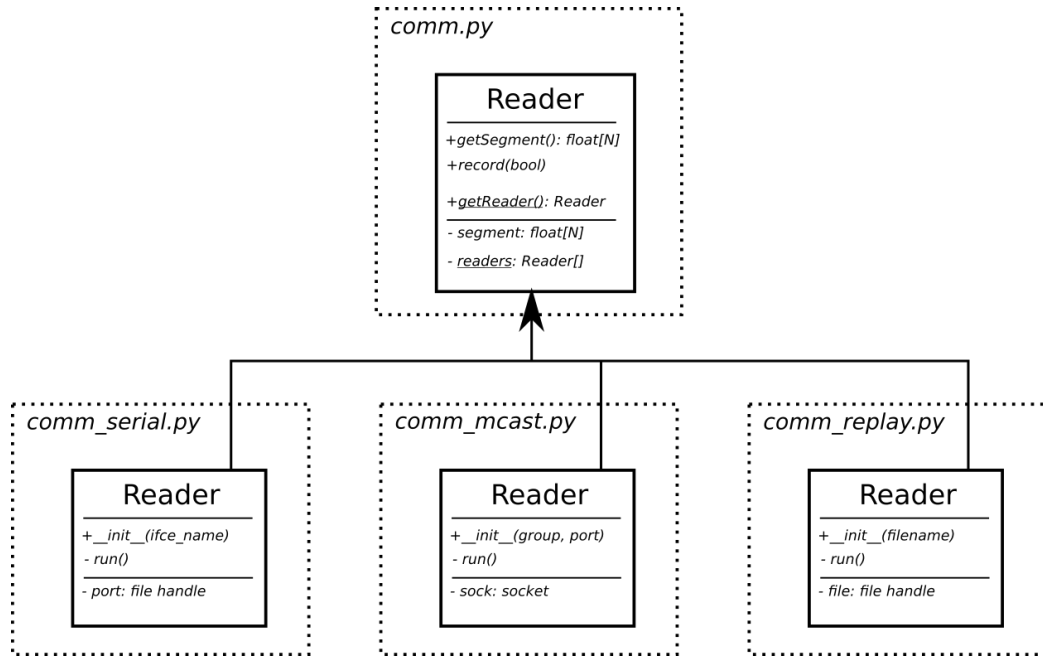 comm.py
Reader
+getSegment(): float[N]
+record(bool)
+getReader(): Reader
- segment: float[N]
- readers: Reader[]
comm_serial.py
Reader
+__init__(ifce_name)
- run()
- port: file handle
comm_mcast.py
Reader
+__init__(group, port)
- run()
- sock: socket
comm_replay.py
Reader
+__init__(filename)
- run()
- file: file handle